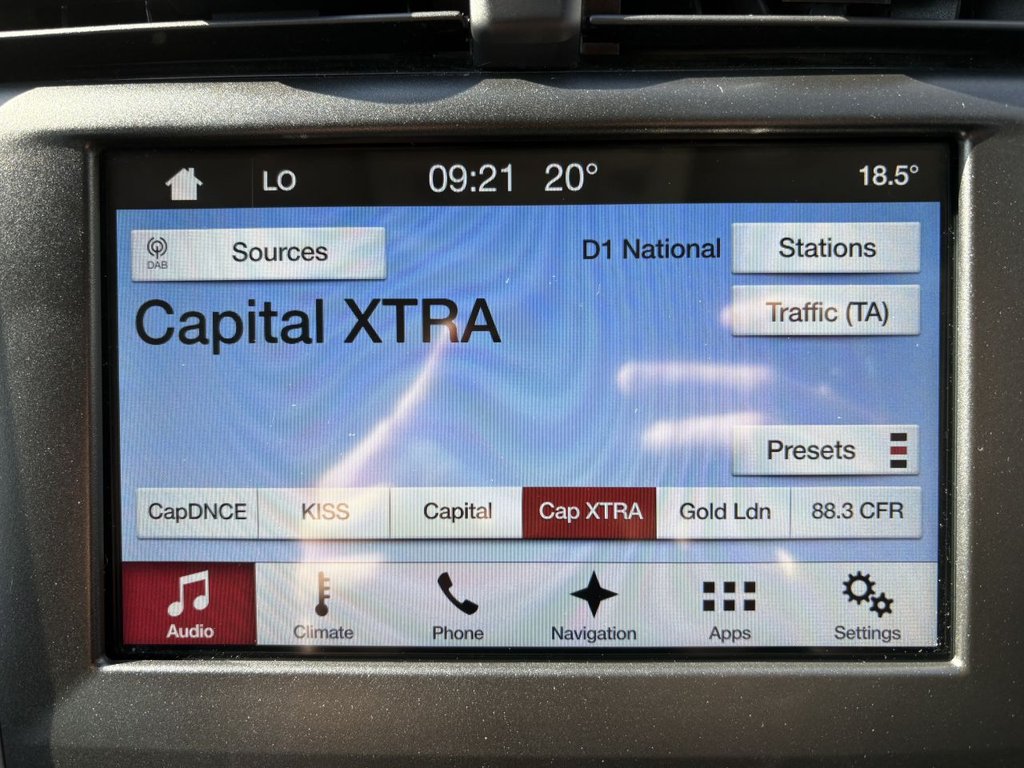 LO 09:21 20° 18.5°
DAB Sources D1 National Stations
Capital XTRA
Traffic (TA)
Presets
CapDNCE KISS Capital Cap XTRA Gold Ldn 88.3 CFR
Audio Climate Phone Navigation Apps Settings